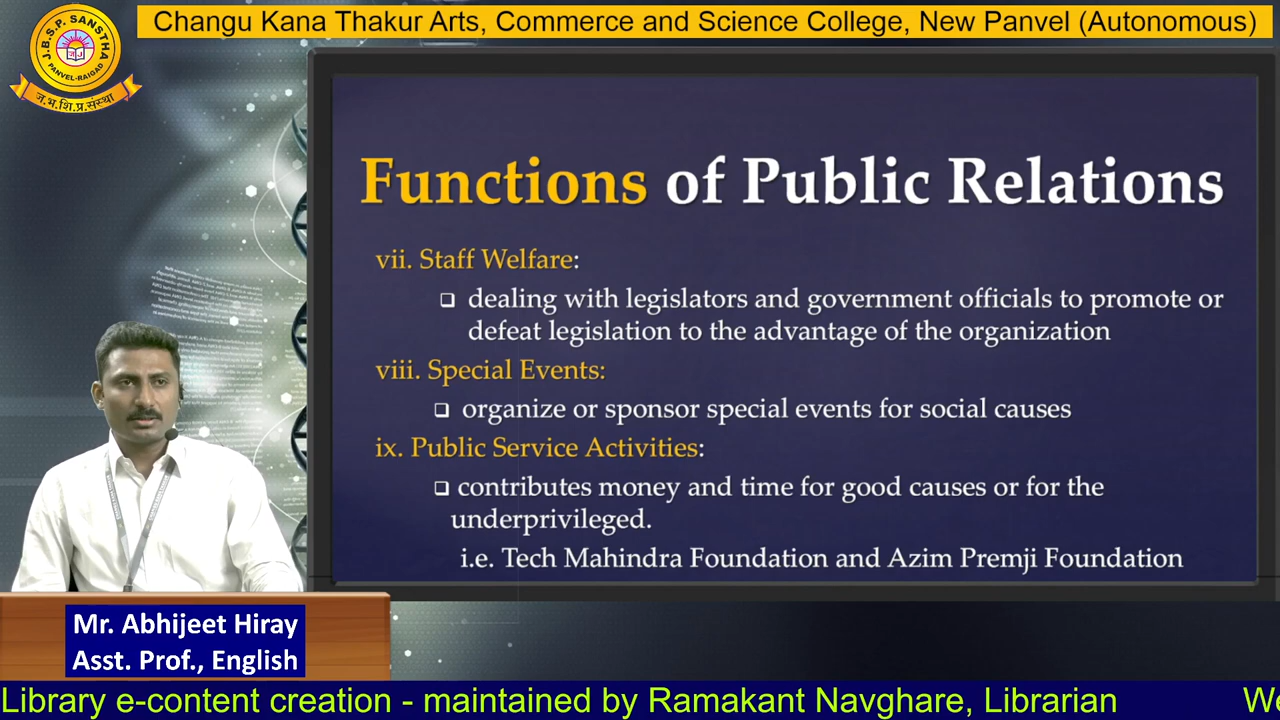 Changu Kana Thakur Arts, Commerce and Science College, New Panvel (Autonomous)
J.B.S.P. SANSTHA
PANVEL-RAIGAD
ज.भ.शि.प्र.संस्था
Functions of Public Relations
vii. Staff Welfare:
❑ dealing with legislators and government officials to promote or
defeat legislation to the advantage of the organization
viii. Special Events:
❑ organize or sponsor special events for social causes
ix. Public Service Activities:
❑ contributes money and time for good causes or for the
underprivileged.
i.e. Tech Mahindra Foundation and Azim Premji Foundation
Mr. Abhijeet Hiray
Asst. Prof., English
Library e-content creation - maintained by Ramakant Navghare, Librarian